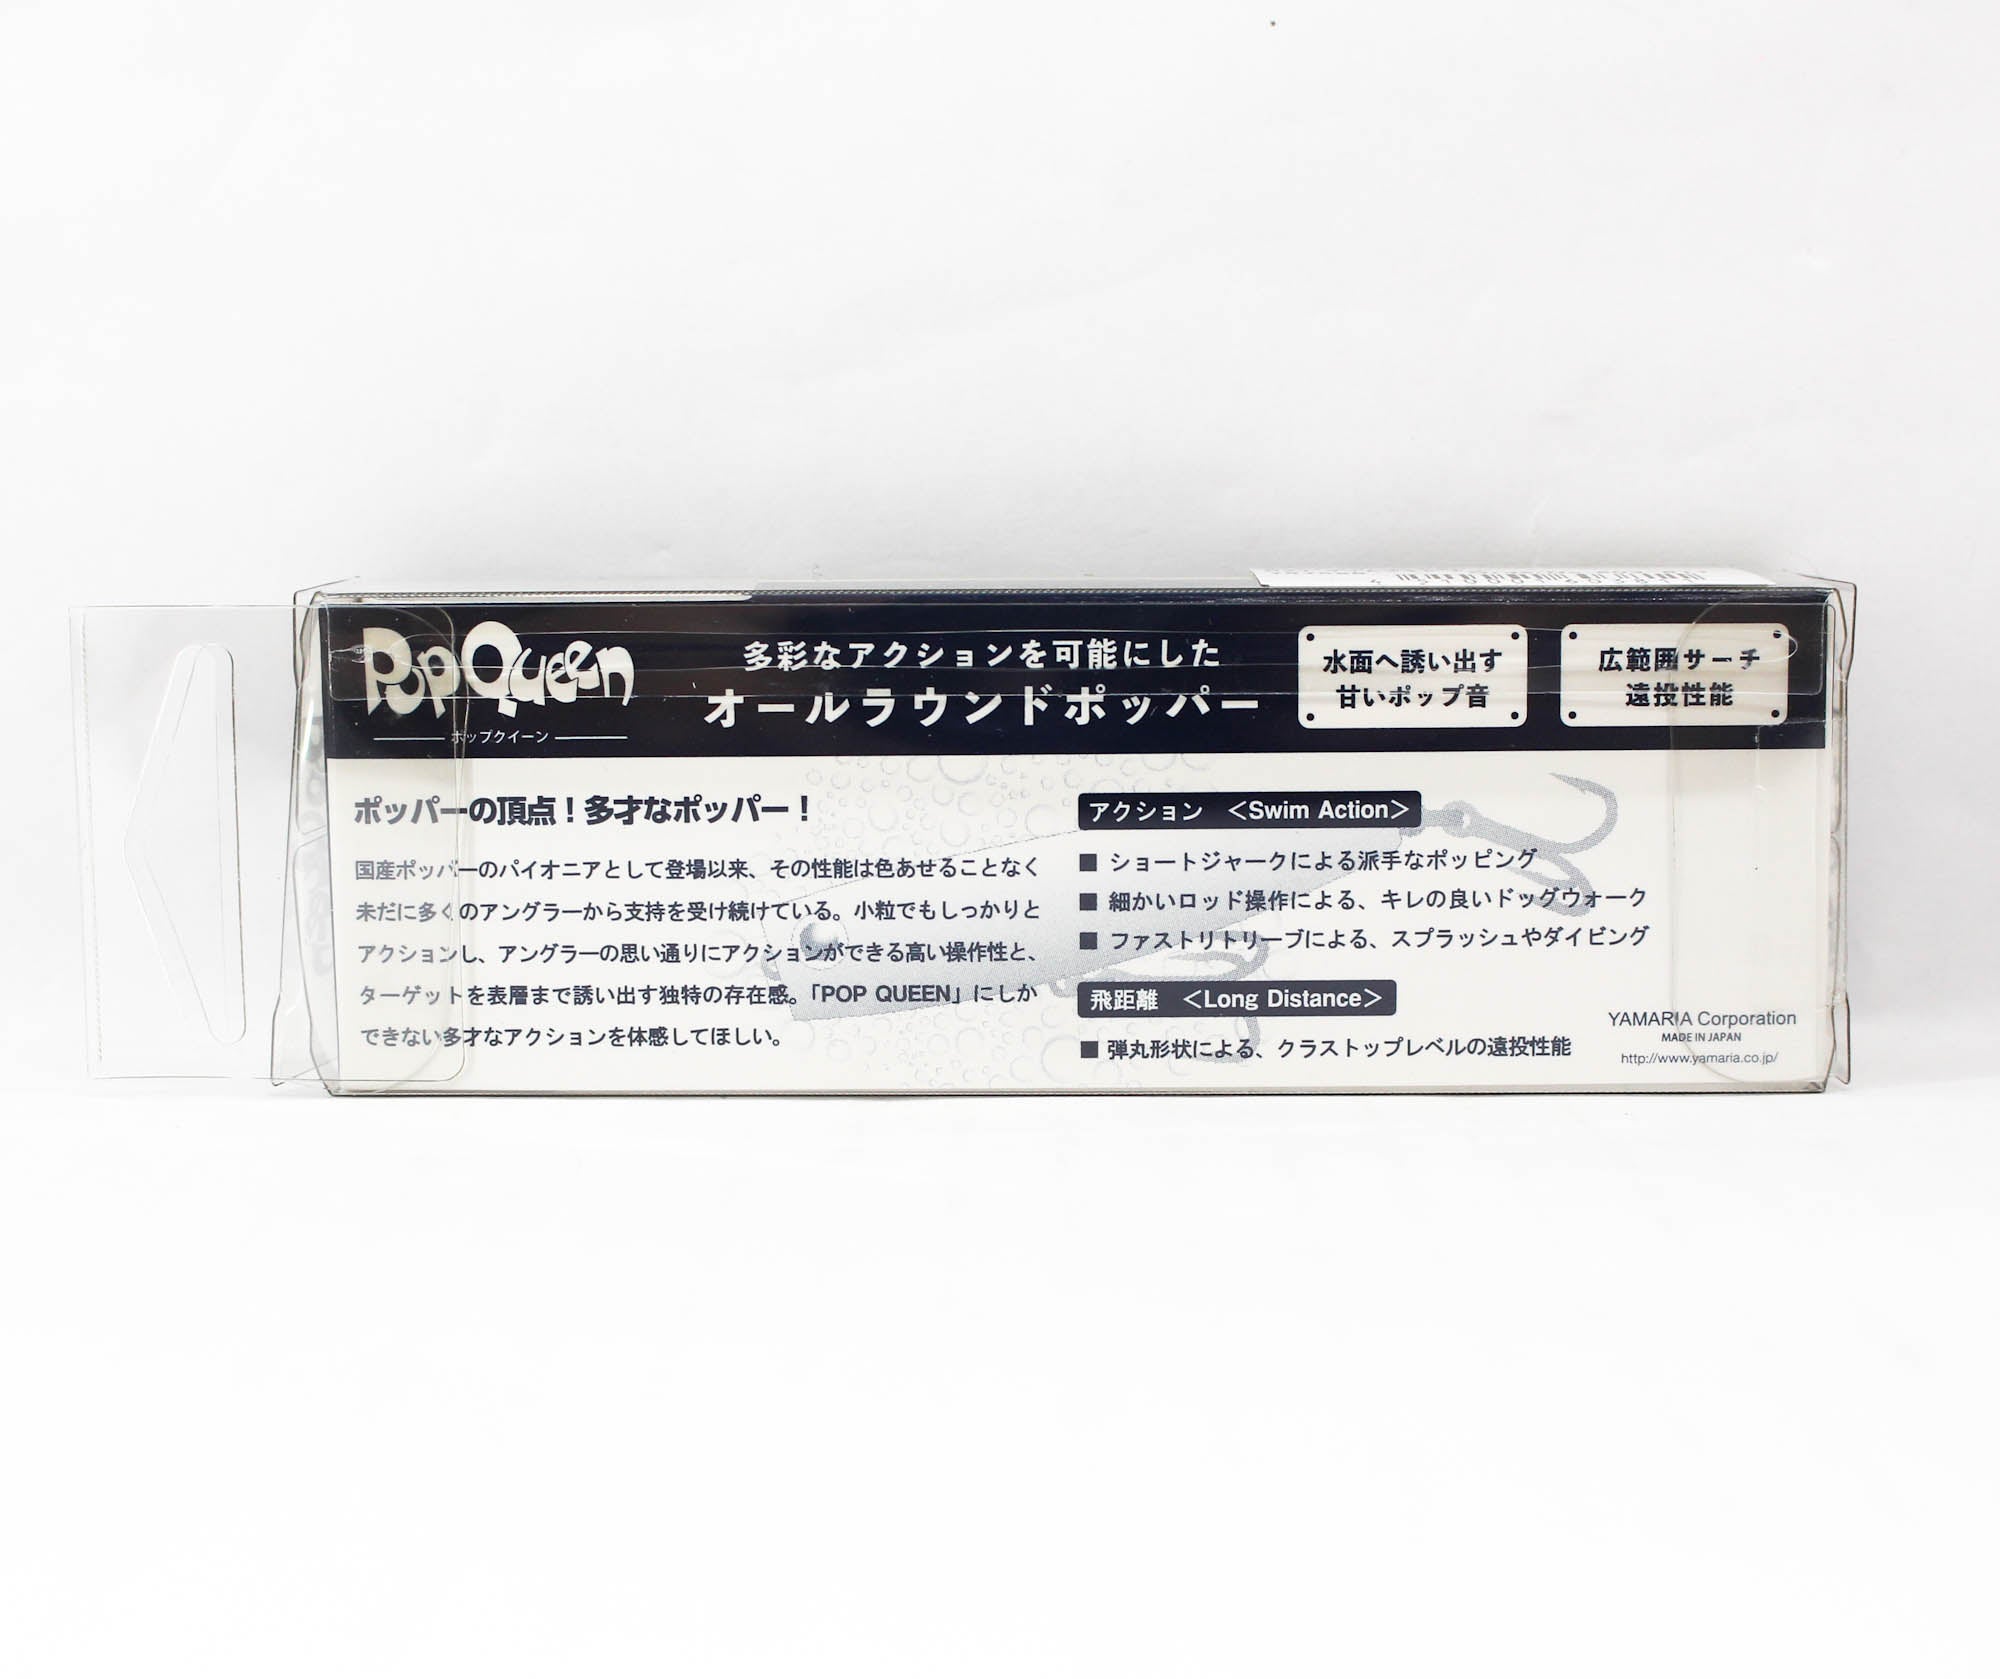 Pop Queen
ポップクイーン
多彩なアクションを可能にした
オールラウンドポッパー
水面へ誘い出す
甘いポップ音
広範囲サーチ
遠投性能
ポッパーの頂点！多才なポッパー！
国産ポッパーのパイオニアとして登場以来、その性能は色あせることなく
未だに多くのアングラーから支持を受け続けている。小粒でもしっかりと
アクションし、アングラーの思い通りにアクションができる高い操作性と、
ターゲットを表層まで誘い出す独特の存在感。「POP QUEEN」にしか
できない多才なアクションを体感してほしい。
アクション ＜Swim Action＞
■ ショートジャークによる派手なポッピング
■ 細かいロッド操作による、キレの良いドッグウォーク
■ ファストリトリーブによる、スプラッシュやダイビング
飛距離 ＜Long Distance＞
■ 弾丸形状による、クラストップレベルの遠投性能
YAMARIA Corporation
MADE IN JAPAN
http://www.yamaria.co.jp/